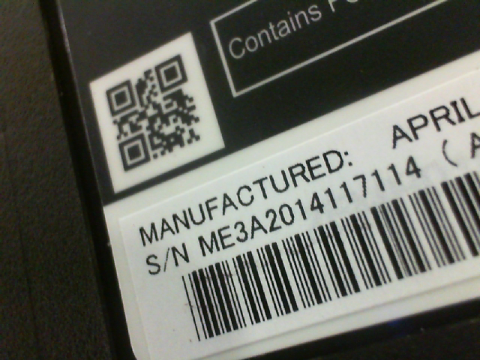 Contains
MANUFACTURED: APRIL
S/N ME3A2014117114 (